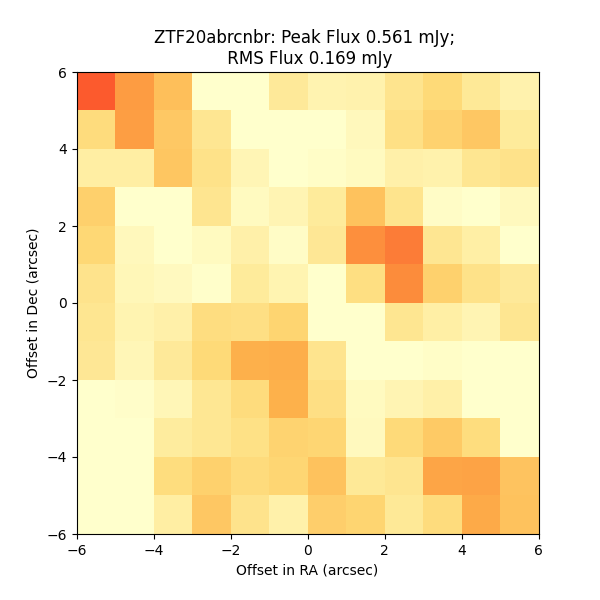 ZTF20abrcnbr: Peak Flux 0.561 mJy;
RMS Flux 0.169 mJy
6
4
2
0
−2
−4
−6
Offset in Dec (arcsec)
−6 −4 −2 0 2 4 6
Offset in RA (arcsec)